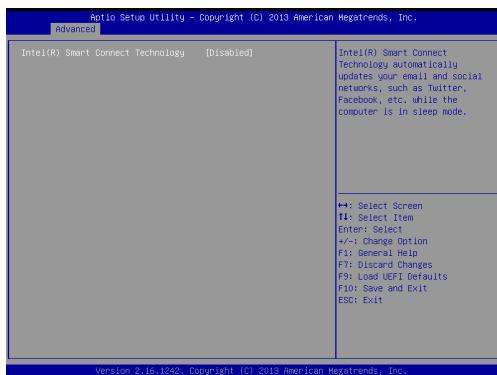 Aptio Setup Utility – Copyright (C) 2013 American Megatrends, Inc.
Advanced
Intel(R) Smart Connect Technology [Disabled]
Intel(R) Smart Connect
Technology automatically
updates your email and social
networks, such as Twitter,
Facebook, etc. while the
computer is in sleep mode.
↔: Select Screen
↑↓: Select Item
Enter: Select
+/-: Change Option
F1: General Help
F7: Discard Changes
F9: Load UEFI Defaults
F10: Save and Exit
ESC: Exit
Version 2.16.1242. Copyright (C) 2013 American Megatrends, Inc.